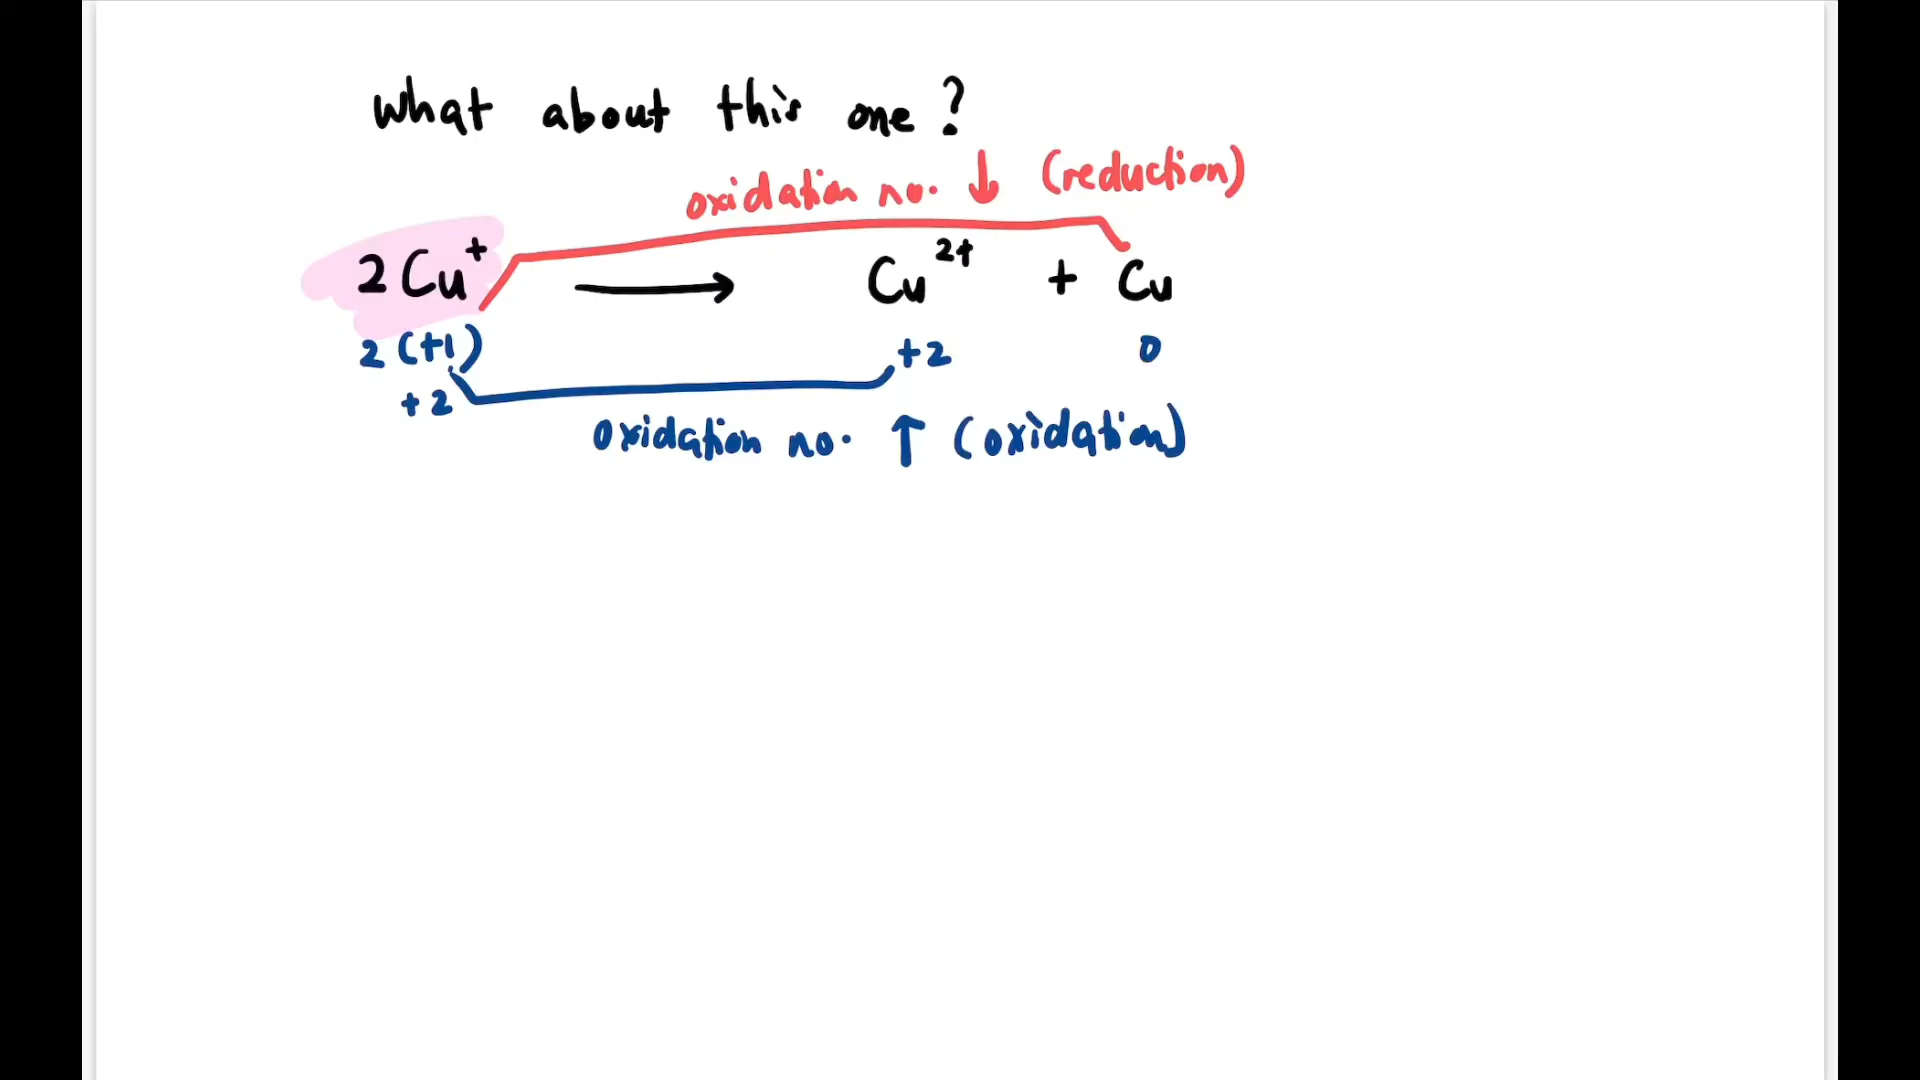 What about this one?
oxidation no. ↓ (reduction)
2Cu⁺ → Cu²⁺ + Cu
2(+1) +2 0
+2
oxidation no. ↑ (oxidation)